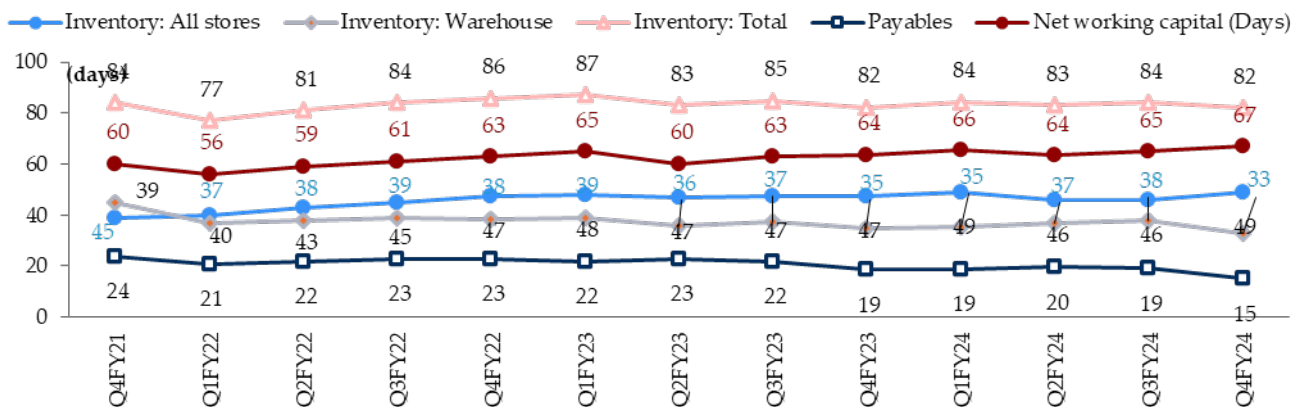 Inventory: All stores Inventory: Warehouse Inventory: Total Payables Net working capital (Days)
100
(days)
84 77 81 84 86 87 83 85 82 84 83 84 82
80
60 56 59 61 63 65 60 63 64 66 64 65 67
60
39 37 38 39 38 39 36 37 35 35 37 38 33
40
45 40 43 45 47 48 47 47 47 49 46 46 49
20
24 21 22 23 23 22 23 22 19 19 20 19 15
0
Q4FY21 Q1FY22 Q2FY22 Q3FY22 Q4FY22 Q1FY23 Q2FY23 Q3FY23 Q4FY23 Q1FY24 Q2FY24 Q3FY24 Q4FY24